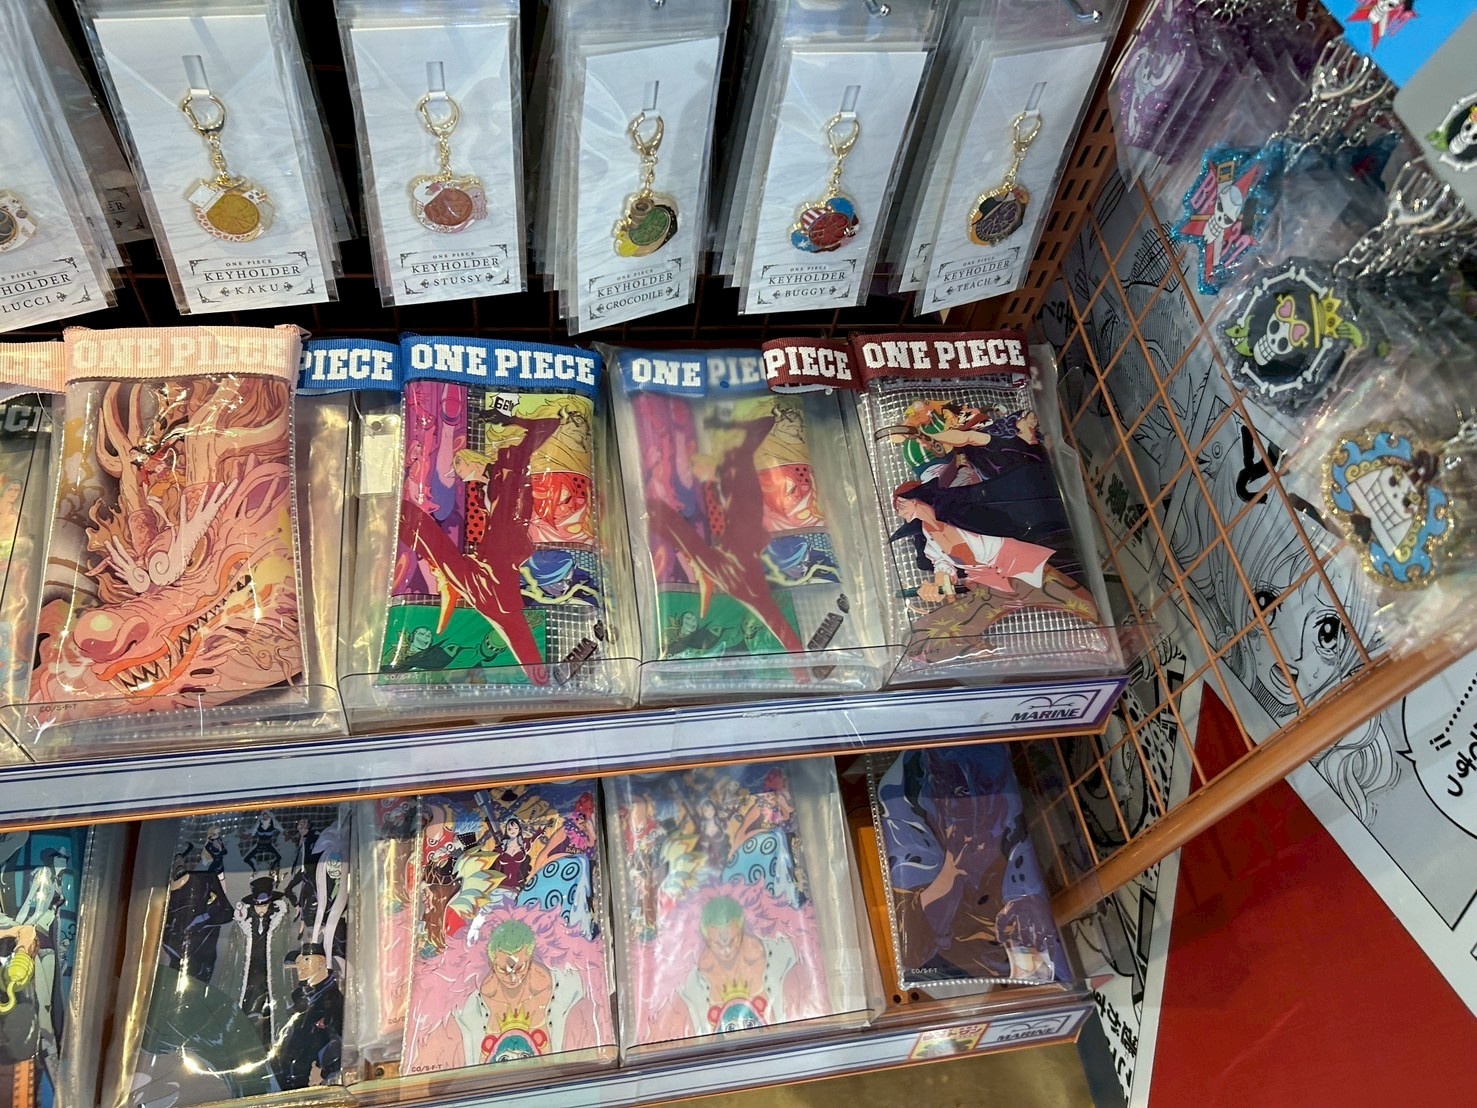 ONE PIECE
KEYHOLDER
LUCCI
ONE PIECE
KEYHOLDER
KAKU
ONE PIECE
KEYHOLDER
STUSSY
ONE PIECE
KEYHOLDER
CROCODILE
ONE PIECE
KEYHOLDER
BUGGY
ONE PIECE
KEYHOLDER
TEACH
ONE PIECE
PIECE
ONE PIECE
ONE PIE
PIECE
ONE PIECE
©O/S・F・T
©O/S・F・T
MARINE
©O/S・F・T
©O/S・F・T
MARINE